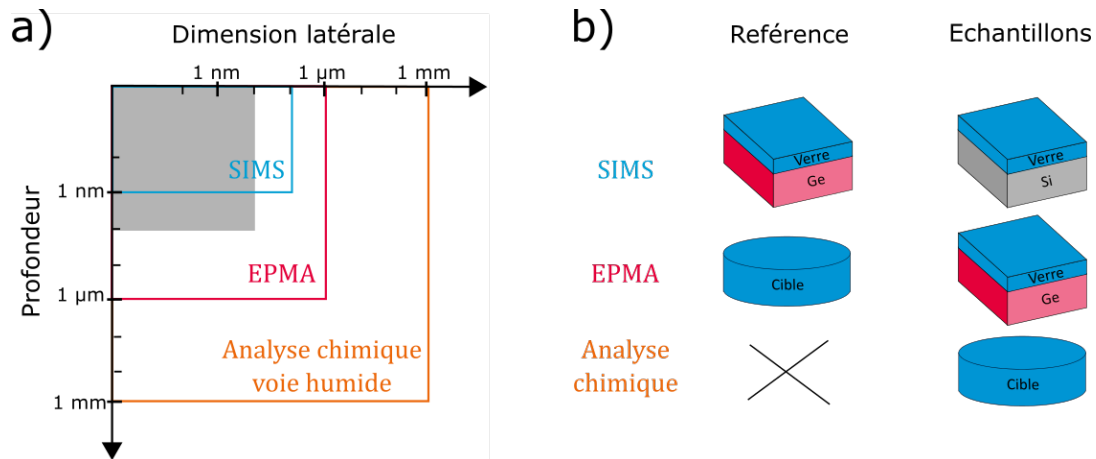 a)
Dimension latérale
1 nm
1 µm
1 mm
Profondeur
1 nm
1 µm
1 mm
SIMS
EPMA
Analyse chimique
voie humide
b)
Reférence
Echantillons
SIMS
Verre
Ge
Verre
Si
EPMA
Cible
Verre
Ge
Analyse
chimique
Cible